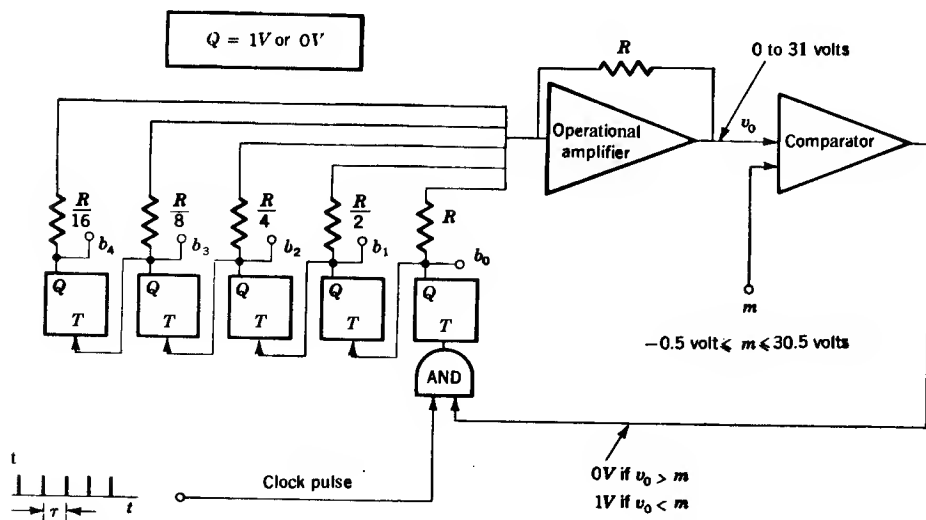 Q = 1V or 0V
R
0 to 31 volts
Operational
amplifier
v₀
Comparator
R/16
R/8
R/4
R/2
R
b₄
b₃
b₂
b₁
b₀
Q
Q
Q
Q
Q
T
T
T
T
T
m
−0.5 volt ⩽ m ⩽ 30.5 volts
AND
t
Clock pulse
τ
t
0V if v₀ > m
1V if v₀ < m